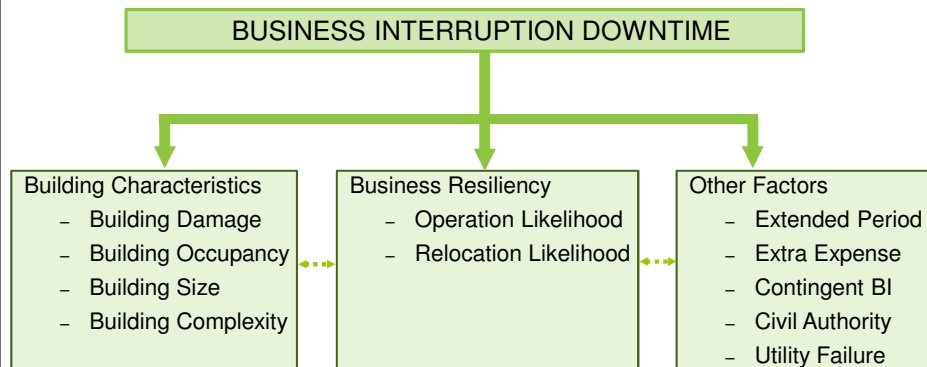 BUSINESS INTERRUPTION DOWNTIME
Building Characteristics
– Building Damage
– Building Occupancy
– Building Size
– Building Complexity
Business Resiliency
– Operation Likelihood
– Relocation Likelihood
Other Factors
– Extended Period
– Extra Expense
– Contingent BI
– Civil Authority
– Utility Failure